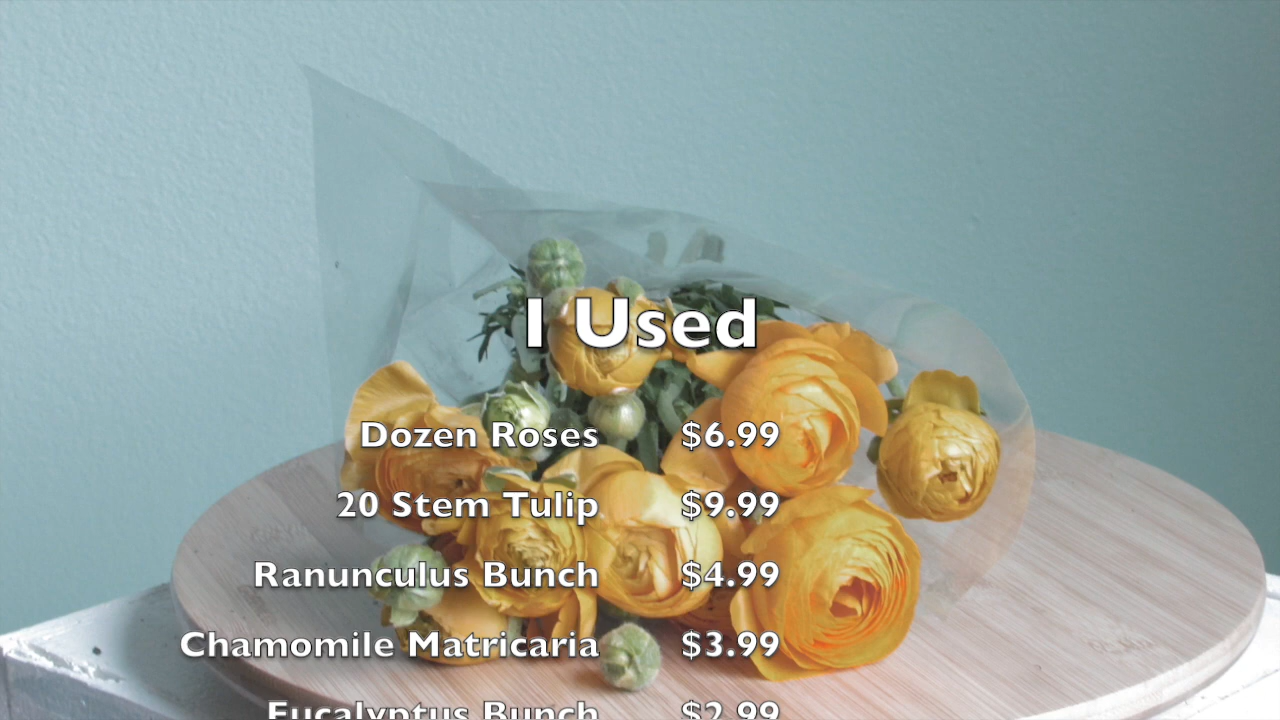 I Used
Dozen Roses $6.99
20 Stem Tulip $9.99
Ranunculus Bunch $4.99
Chamomile Matricaria $3.99
Eucalyptus Bunch $2.99